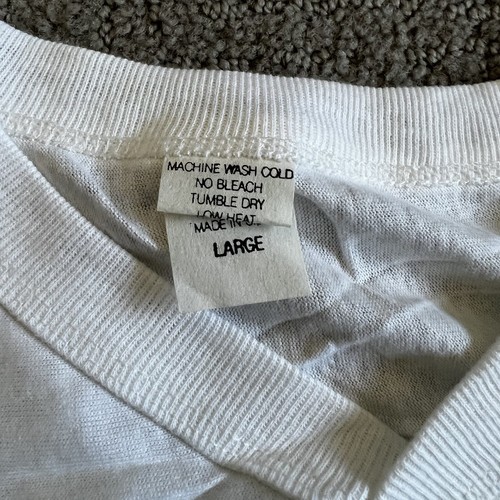 MACHINE WASH COLD
NO BLEACH
TUMBLE DRY
LOW HEAT
MADE IN
LARGE